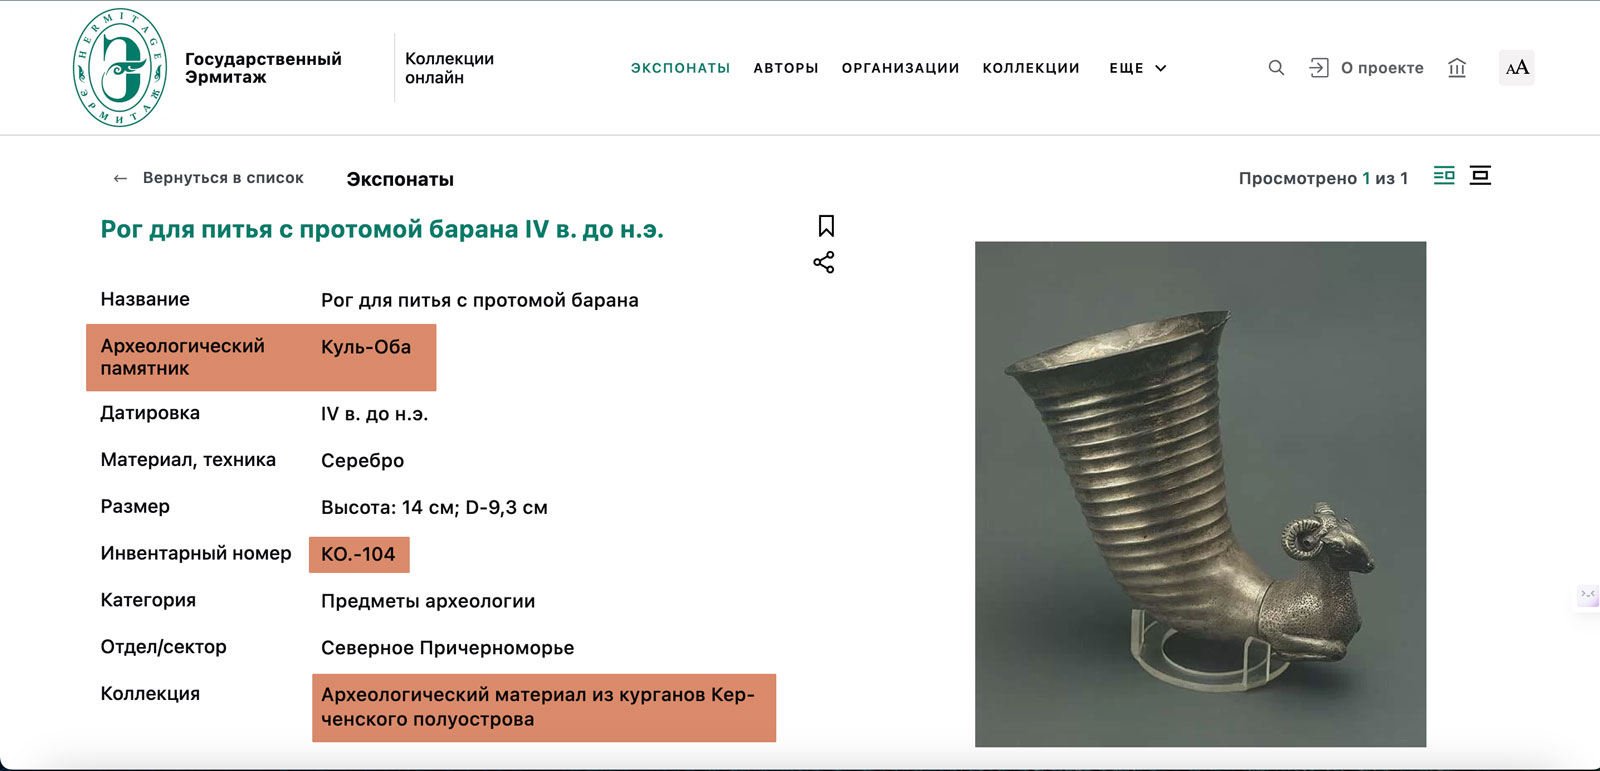 HERMITAGE
ЭРМИТАЖ
Государственный
Эрмитаж
Коллекции
онлайн
ЭКСПОНАТЫ
АВТОРЫ
ОРГАНИЗАЦИИ
КОЛЛЕКЦИИ
ЕЩЕ
О проекте
АА
← Вернуться в список
Экспонаты
Просмотрено 1 из 1
Рог для питья с протомой барана IV в. до н.э.
Название
Рог для питья с протомой барана
Археологический
памятник
Куль-Оба
Датировка
IV в. до н.э.
Материал, техника
Серебро
Размер
Высота: 14 см; D-9,3 см
Инвентарный номер
КО.-104
Категория
Предметы археологии
Отдел/сектор
Северное Причерноморье
Коллекция
Археологический материал из курганов Кер-
ченского полуострова